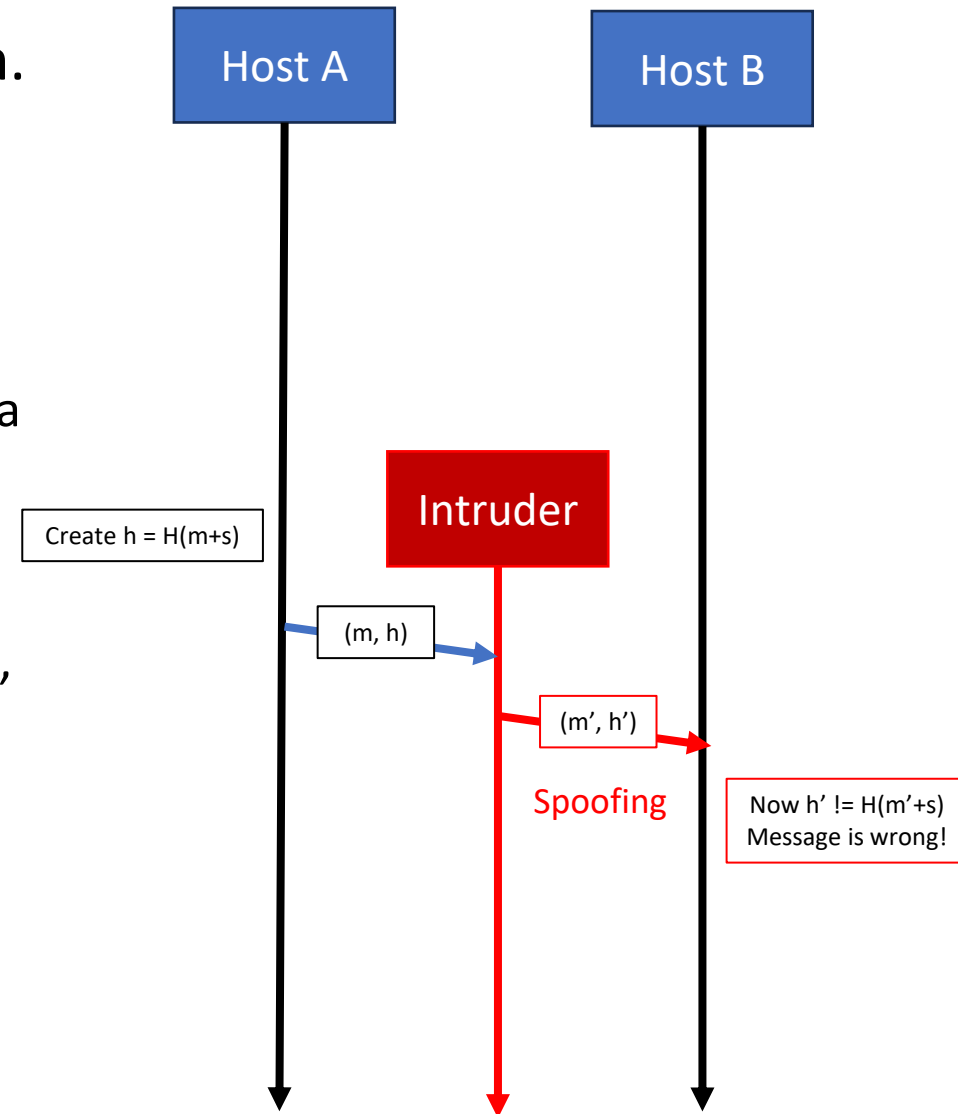 n.
Host A
Host B
a
Intruder
Create h = H(m+s)
(m, h)
,
(m’, h’)
Spoofing
Now h’ != H(m’+s)
Message is wrong!